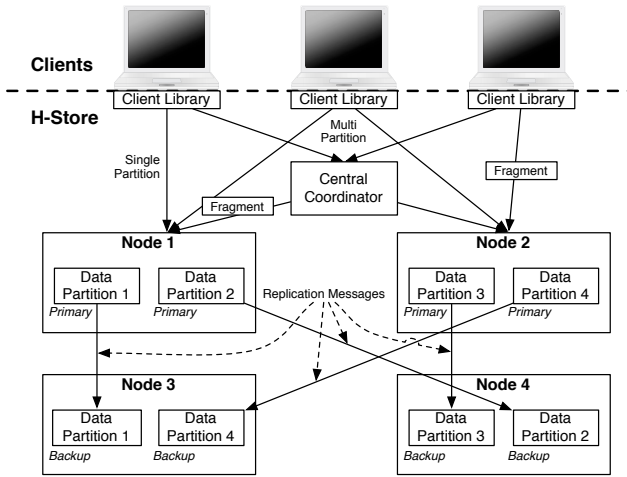 Clients
Client Library
Client Library
Client Library
H-Store
Multi
Partition
Single
Partition
Fragment
Central
Coordinator
Fragment
Node 1
Node 2
Data
Partition 1
Data
Partition 2
Data
Partition 3
Data
Partition 4
Primary
Primary
Primary
Primary
Replication Messages
Node 3
Node 4
Data
Partition 1
Data
Partition 4
Data
Partition 3
Data
Partition 2
Backup
Backup
Backup
Backup